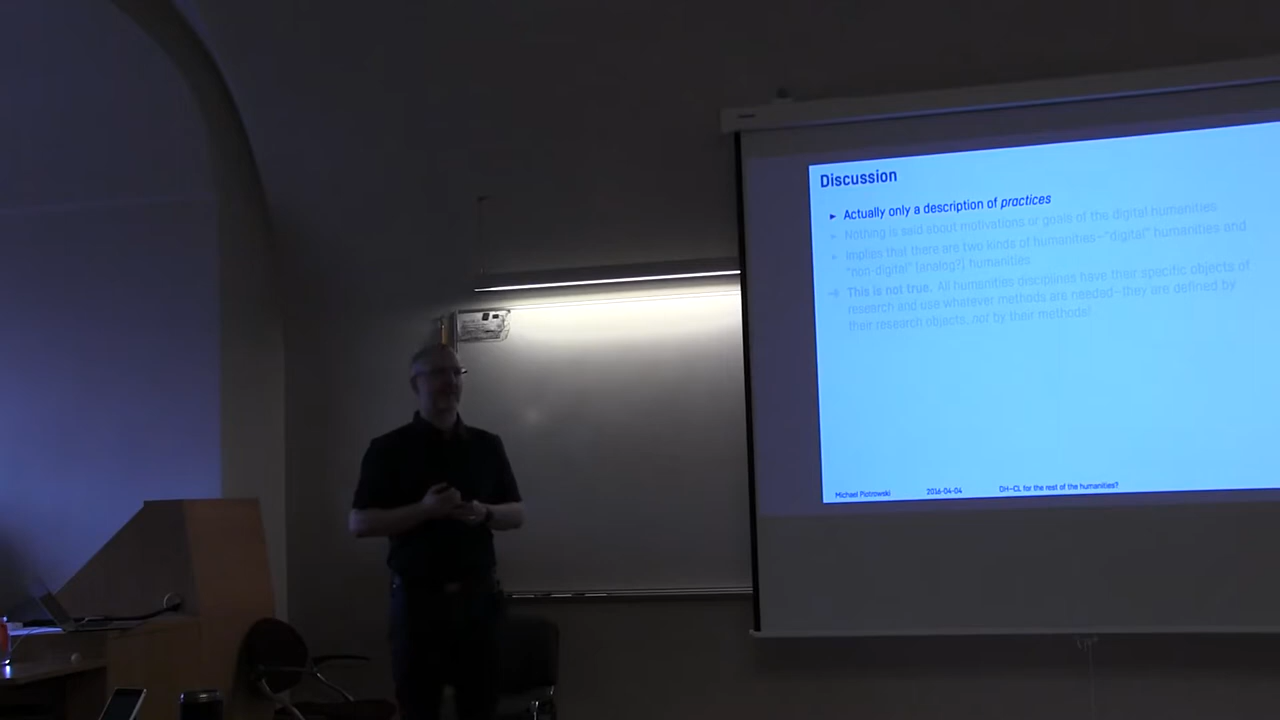 Discussion
► Actually only a description of practices
► Nothing is said about motivations or goals of the digital humanities.
► Implies that there are two kinds of humanities–“digital” humanities and
“non-digital” (analog?) humanities
➔ This is not true. All humanities disciplines have their specific objects of
research and use whatever methods are needed–they are defined by
their research objects, not by their methods!
Michael Piotrowski 2016-04-04 DH–CL for the rest of the humanities?